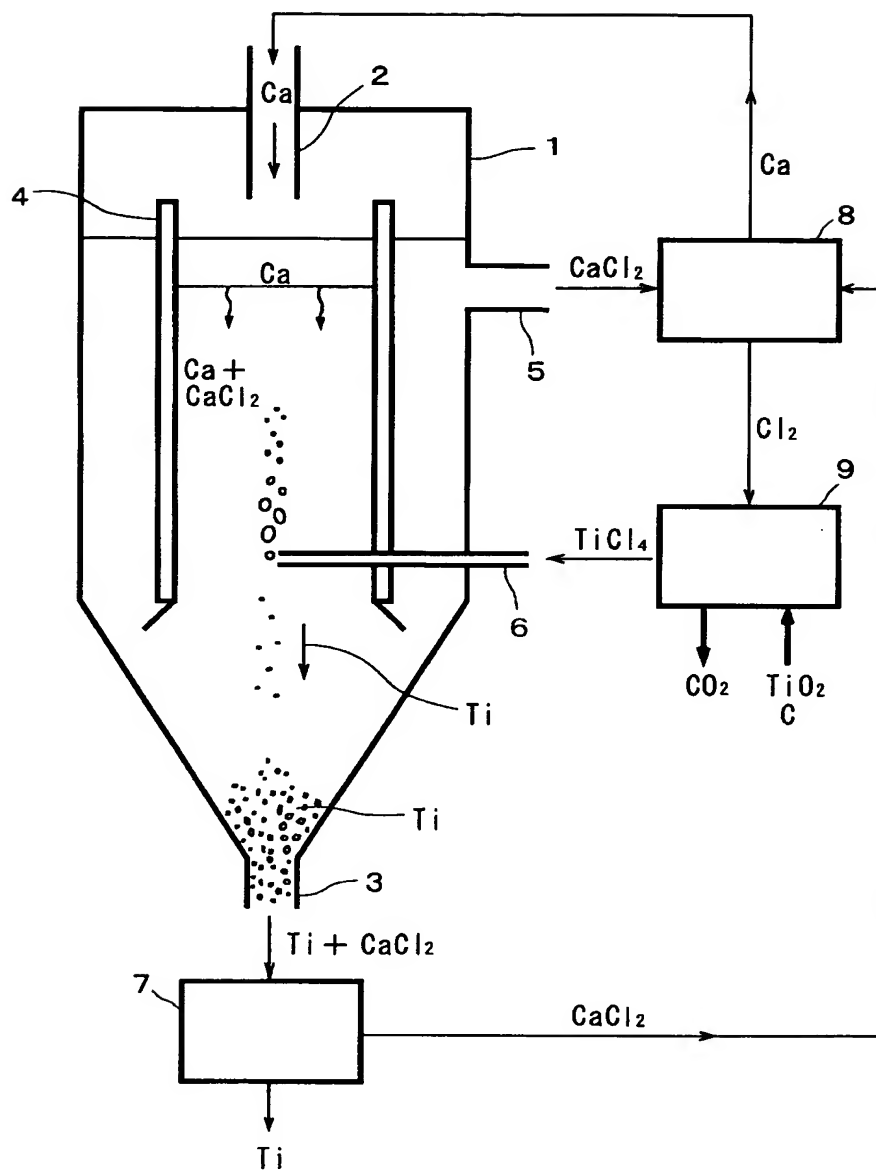 2
Ca
1
4
Ca
8
Ca
CaCl₂
5
Ca+
CaCl₂
Cl₂
9
TiCl₄
6
CO₂
TiO₂
C
Ti
Ti
3
Ti + CaCl₂
7
CaCl₂
Ti